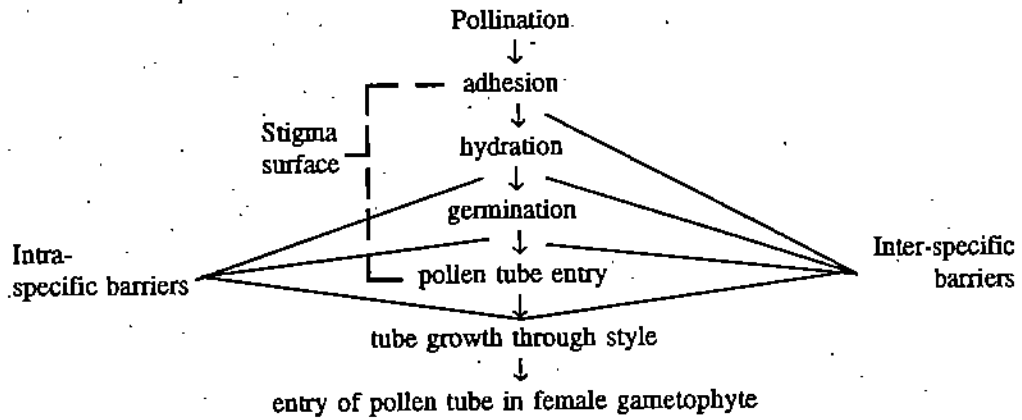 Pollination
adhesion
Stigma
surface
hydration
germination
Intra-
specific barriers
Inter-specific
barriers
pollen tube entry
tube growth through style
entry of pollen tube in female gametophyte